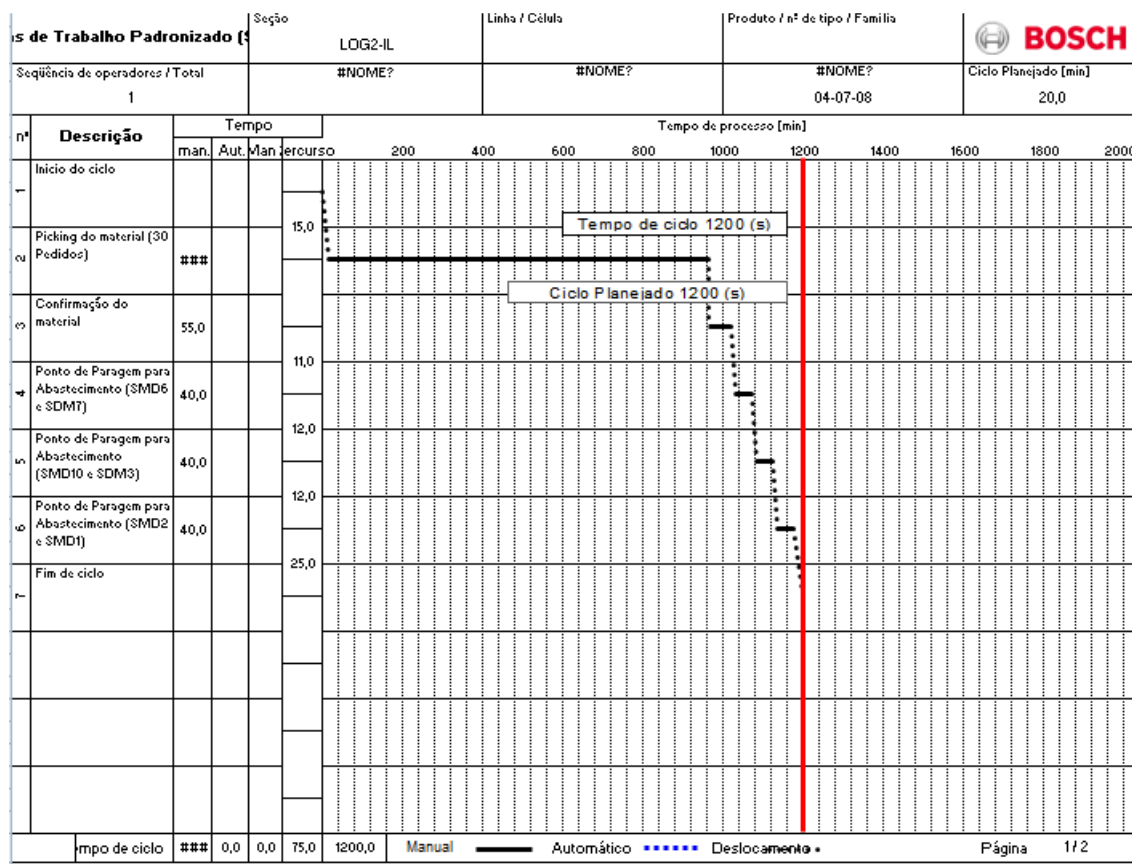 s de Trabalho Padronizado (S
Seção
LOG2-IL
Linha / Célula
Produto / nº de tipo / Familia
BOSCH
Seqüência de operadores / Total
1
#NOME?
#NOME?
#NOME?
04-07-08
Ciclo Planejado [min]
20,0
nº
Descrição
Tempo
Tempo de processo [min]
man.
Aut.
Man
ercurso
200 400 600 800 1000 1200 1400 1600 1800 2000
1
Inicio do ciclo
15,0
Tempo de ciclo 1200 (s)
2
Picking do material (30
Pedidos)
###
Ciclo Planejado 1200 (s)
3
Confirmação do
material
55,0
11,0
4
Ponto de Paragem para
Abastecimento (SMD6
e SDM7)
40,0
12,0
5
Ponto de Paragem para
Abastecimento
(SMD10 e SDM3)
40,0
12,0
6
Ponto de Paragem para
Abastecimento (SMD2
e SMD1)
40,0
25,0
7
Fim de ciclo
mpo de ciclo ### 0,0 0,0 75,0 1200,0 Manual Automático Deslocamento Página 1/2